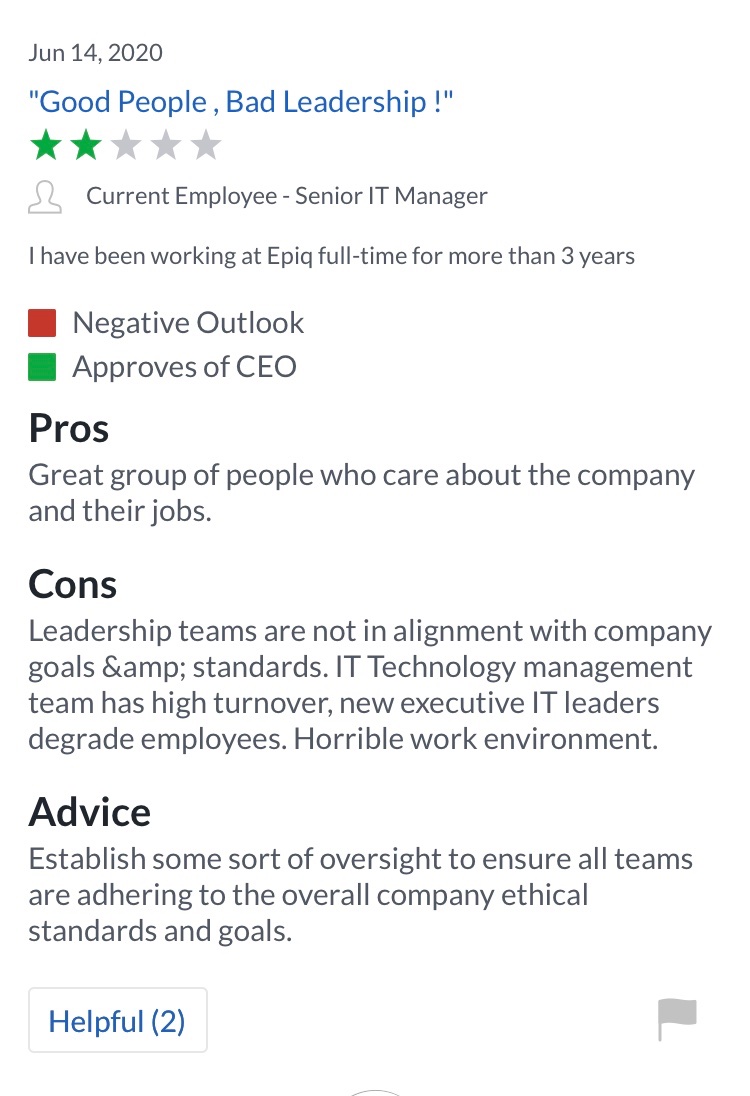 Jun 14, 2020
"Good People , Bad Leadership !"
Current Employee - Senior IT Manager
I have been working at Epiq full-time for more than 3 years
Negative Outlook
Approves of CEO
Pros
Great group of people who care about the company
and their jobs.
Cons
Leadership teams are not in alignment with company
goals &amp; standards. IT Technology management
team has high turnover, new executive IT leaders
degrade employees. Horrible work environment.
Advice
Establish some sort of oversight to ensure all teams
are adhering to the overall company ethical
standards and goals.
Helpful (2)